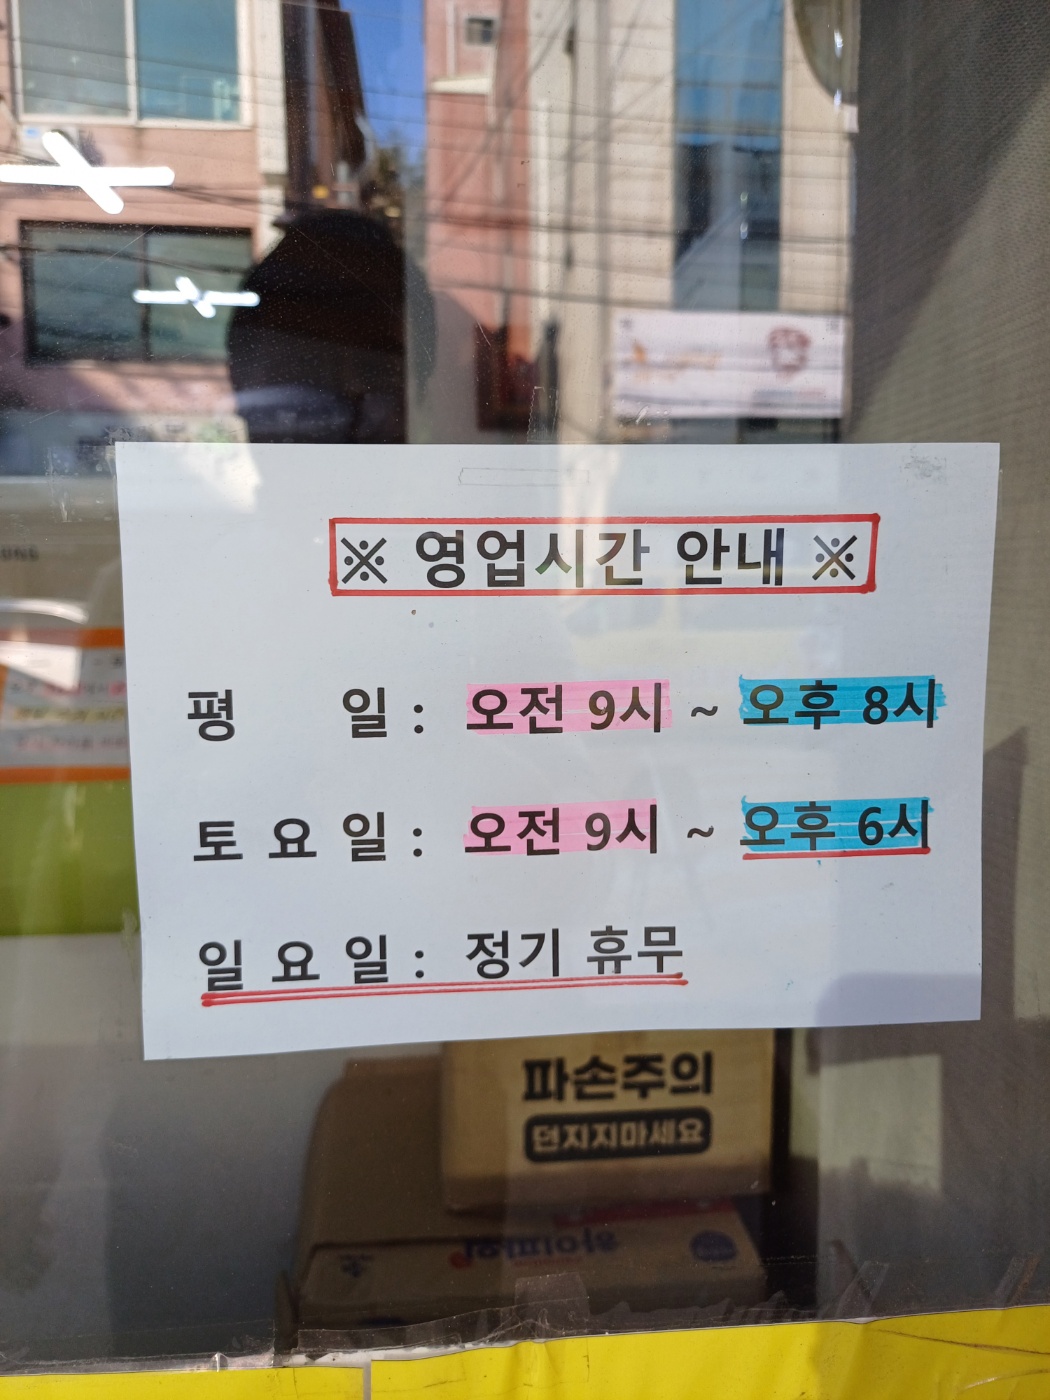 ※ 영업시간 안내 ※
평 일 : 오전 9시 ~ 오후 8시
토 요 일 : 오전 9시 ~ 오후 6시
일 요 일 : 정기 휴무
파손주의
던지지마세요